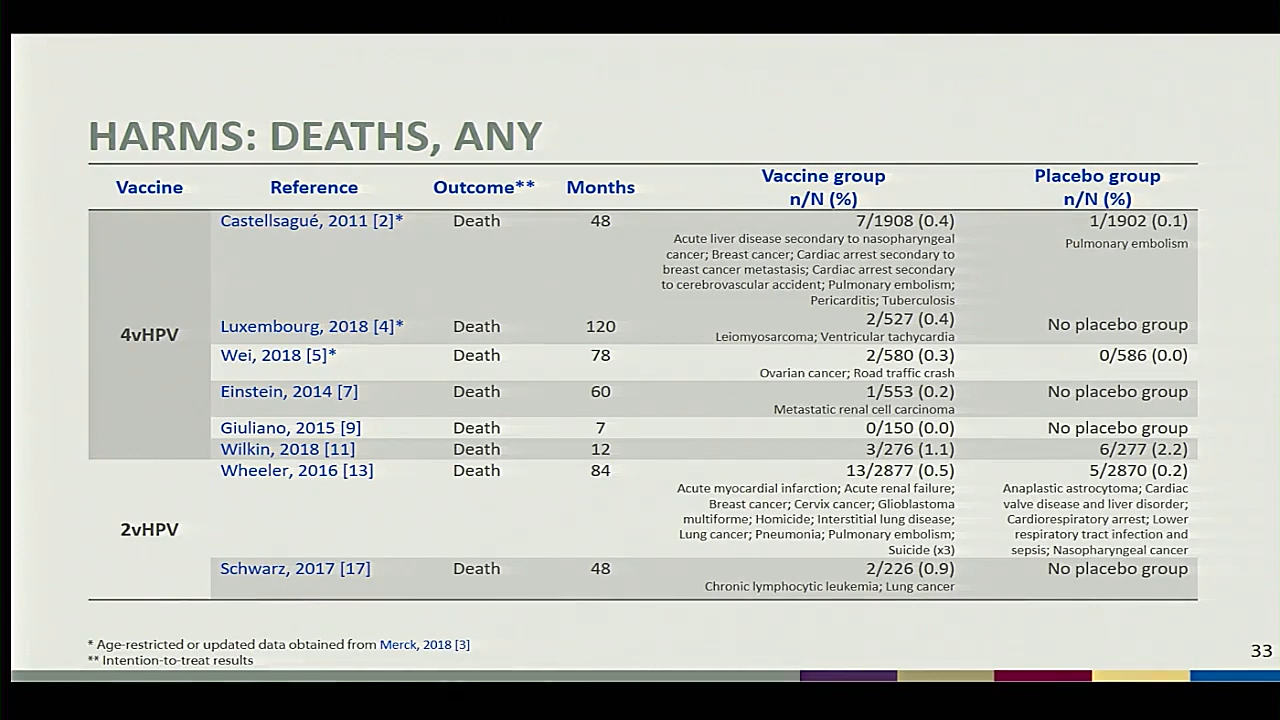 HARMS: DEATHS, ANY
Vaccine Reference Outcome** Months Vaccine group n/N (%) Placebo group n/N (%)
4vHPV
Castellsagué, 2011 [2]* Death 48 7/1908 (0.4) 1/1902 (0.1)
Acute liver disease secondary to nasopharyngeal
cancer; Breast cancer; Cardiac arrest secondary to
breast cancer metastasis; Cardiac arrest secondary
to cerebrovascular accident; Pulmonary embolism;
Pericarditis; Tuberculosis
Pulmonary embolism
Luxembourg, 2018 [4]* Death 120 2/527 (0.4) No placebo group
Leiomyosarcoma; Ventricular tachycardia
Wei, 2018 [5]* Death 78 2/580 (0.3) 0/586 (0.0)
Ovarian cancer; Road traffic crash
Einstein, 2014 [7] Death 60 1/553 (0.2) No placebo group
Metastatic renal cell carcinoma
Giuliano, 2015 [9] Death 7 0/150 (0.0) No placebo group
Wilkin, 2018 [11] Death 12 3/276 (1.1) 6/277 (2.2)
2vHPV
Wheeler, 2016 [13] Death 84 13/2877 (0.5) 5/2870 (0.2)
Acute myocardial infarction; Acute renal failure;
Breast cancer; Cervix cancer; Glioblastoma
multiforme; Homicide; Interstitial lung disease;
Lung cancer; Pneumonia; Pulmonary embolism;
Suicide (x3)
Anaplastic astrocytoma; Cardiac
valve disease and liver disorder;
Cardiorespiratory arrest; Lower
respiratory tract infection and
sepsis; Nasopharyngeal cancer
Schwarz, 2017 [17] Death 48 2/226 (0.9) No placebo group
Chronic lymphocytic leukemia; Lung cancer
* Age-restricted or updated data obtained from Merck, 2018 [3]
** Intention-to-treat results
33